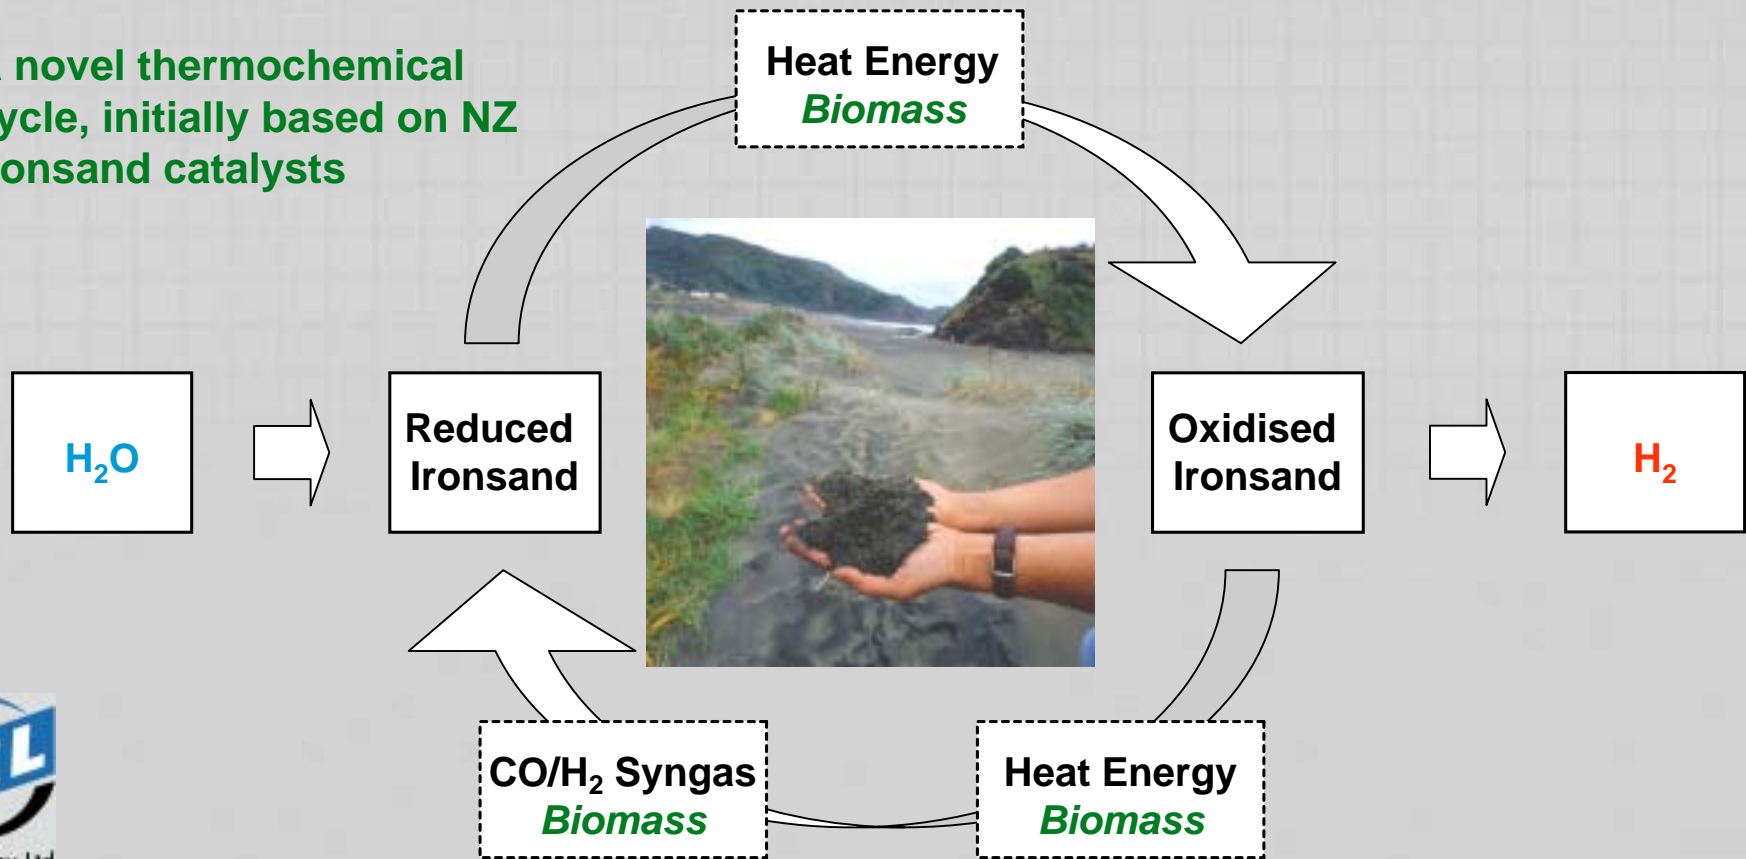 novel thermochemical
ycle, initially based on NZ
onsand catalysts
Heat Energy
Biomass
H₂O
Reduced
Ironsand
Oxidised
Ironsand
H₂
CO/H₂ Syngas
Biomass
Heat Energy
Biomass
L